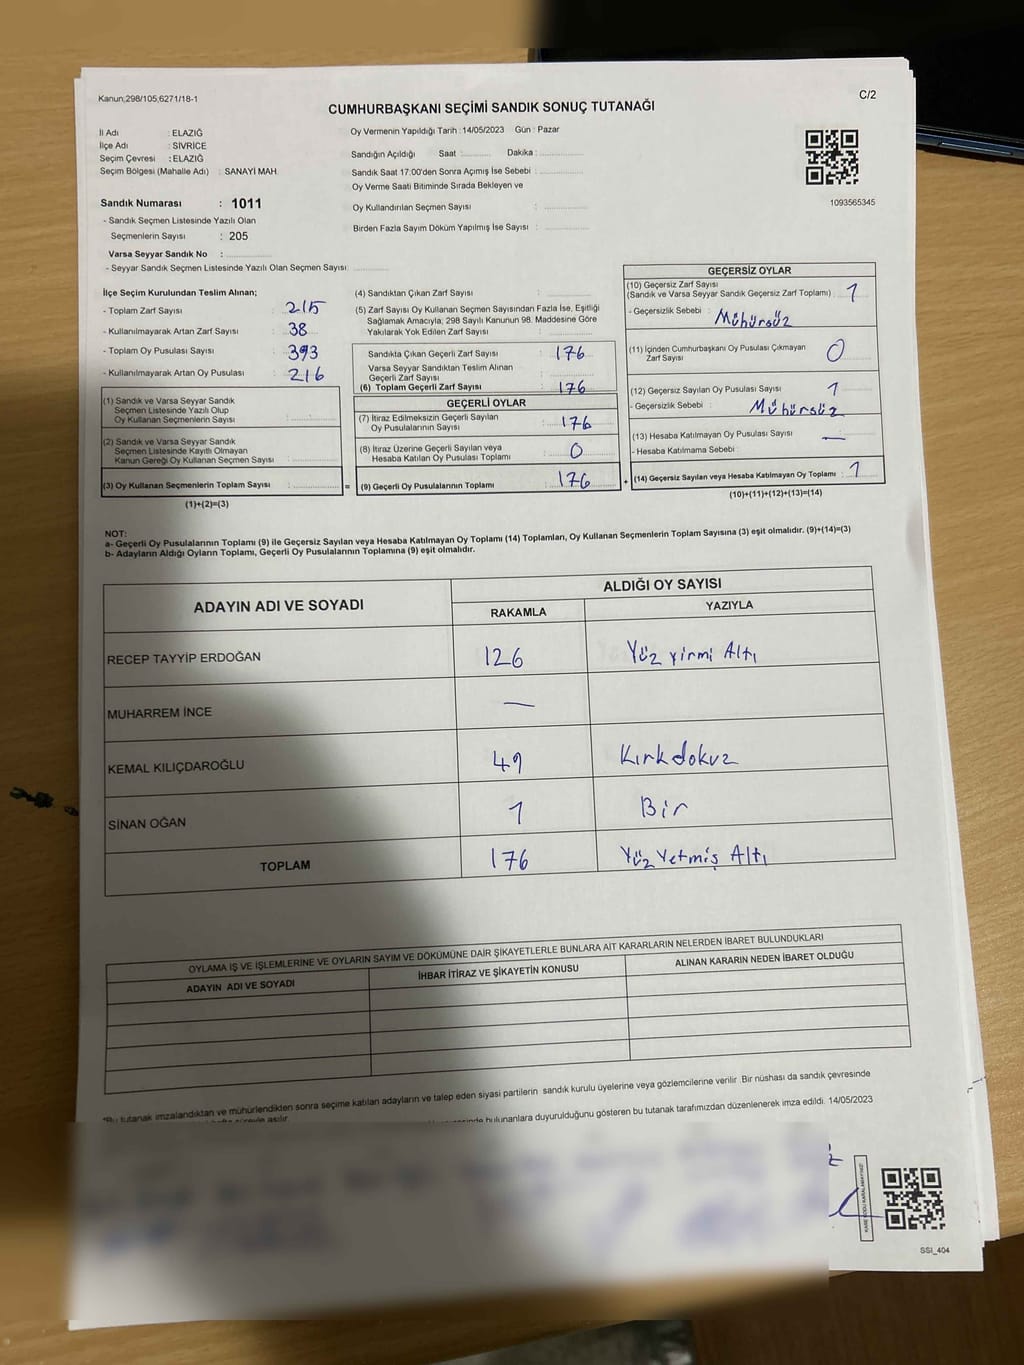 Kanun;298/105;6271/18-1
C/2
CUMHURBAŞKANI SEÇİMİ SANDIK SONUÇ TUTANAĞI
İl Adı : ELAZIĞ
İlçe Adı : SİVRİCE
Seçim Çevresi : ELAZIĞ
Seçim Bölgesi (Mahalle Adı) : SANAYİ MAH.
Sandık Numarası : 1011
- Sandık Seçmen Listesinde Yazılı Olan
Seçmenlerin Sayısı : 205
Varsa Seyyar Sandık No :
- Seyyar Sandık Seçmen Listesinde Yazılı Olan Seçmen Sayısı:
Oy Vermenin Yapıldığı Tarih : 14/05/2023 Gün : Pazar
Sandığın Açıldığı Saat : Dakika :
Sandık Saat 17.00'den Sonra Açımış İse Sebebi :
Oy Verme Saati Bitiminde Sırada Bekleyen ve
Oy Kullandırılan Seçmen Sayısı :
Birden Fazla Sayım Döküm Yapılmış İse Sayısı :
1093565345
İlçe Seçim Kurulundan Teslim Alınan;
- Toplam Zarf Sayısı : 215
- Kullanılmayarak Artan Zarf Sayısı : 38
- Toplam Oy Pusulası Sayısı : 393
- Kullanılmayarak Artan Oy Pusulası : 216
(1) Sandık ve Varsa Seyyar Sandık
Seçmen Listesinde Yazılı Olup
Oy Kullanan Seçmenlerin Sayısı :
(2) Sandık ve Varsa Seyyar Sandık
Seçmen Listesinde Kayıtlı Olmayan
Kanun Gereği Oy Kullanan Seçmen Sayısı :
(3) Oy Kullanan Seçmenlerin Toplam Sayısı : =
(1)+(2)=(3)
(4) Sandıktan Çıkan Zarf Sayısı :
(5) Zarf Sayısı Oy Kullanan Seçmen Sayısından Fazla İse, Eşitliği
Sağlamak Amacıyla; 298 Sayılı Kanunun 98. Maddesine Göre
Yakılarak Yok Edilen Zarf Sayısı :
Sandıkta Çıkan Geçerli Zarf Sayısı : 176
Varsa Seyyar Sandıktan Teslim Alınan
Geçerli Zarf Sayısı :
(6) Toplam Geçerli Zarf Sayısı : 176
GEÇERLİ OYLAR
(7) İtiraz Edilmeksizin Geçerli Sayılan
Oy Pusulalarının Sayısı : 176
(8) İtiraz Üzerine Geçerli Sayılan veya
Hesaba Katılan Oy Pusulası Toplamı : 0
(9) Geçerli Oy Pusulalarının Toplamı : 176 +
GEÇERSİZ OYLAR
(10) Geçersiz Zarf Sayısı
(Sandık ve Varsa Seyyar Sandık Geçersiz Zarf Toplamı) : 1
- Geçersizlik Sebebi : Mühürsüz
(11) İçinden Cumhurbaşkanı Oy Pusulası Çıkmayan
Zarf Sayısı : 0
(12) Geçersiz Sayılan Oy Pusulası Sayısı : 1
- Geçersizlik Sebebi : Mühürsüz
(13) Hesaba Katılmayan Oy Pusulası Sayısı : —
- Hesaba Katılmama Sebebi :
(14) Geçersiz Sayılan veya Hesaba Katılmayan Oy Toplamı : 1
(10)+(11)+(12)+(13)=(14)
NOT:
a- Geçerli Oy Pusulalarının Toplamı (9) ile Geçersiz Sayılan veya Hesaba Katılmayan Oy Toplamı (14) Toplamları, Oy Kullanan Seçmenlerin Toplam Sayısına (3) eşit olmalıdır. (9)+(14)=(3)
b- Adayların Aldığı Oyların Toplamı, Geçerli Oy Pusulalarının Toplamına (9) eşit olmalıdır.
ADAYIN ADI VE SOYADI
ALDIĞI OY SAYISI
RAKAMLA YAZIYLA
RECEP TAYYİP ERDOĞAN 126 Yüz yirmi Altı
MUHARREM İNCE —
KEMAL KILIÇDAROĞLU 49 Kırkdokuz
SİNAN OĞAN 1 Bir
TOPLAM 176 Yüz Yetmiş Altı
OYLAMA İŞ VE İŞLEMLERİNE VE OYLARIN SAYIM VE DÖKÜMÜNE DAİR ŞİKAYETLERLE BUNLARA AİT KARARLARIN NELERDEN İBARET BULUNDUKLARI
ADAYIN ADI VE SOYADI İHBAR İTİRAZ VE ŞİKAYETİN KONUSU ALINAN KARARIN NEDEN İBARET OLDUĞU
*Bu tutanak imzalandıktan ve mühürlendikten sonra seçime katılan adayların ve talep eden siyasi partilerin sandık kurulu üyelerine veya gözlemcilerine verilir. Bir nüshası da sandık çevresinde
bulunanlara duyurulduğunu gösteren bu tutanak tarafımızdan düzenlenerek imza edildi. 14/05/2023
KARE KODU KARALAMAYINIZ!
SSI_404